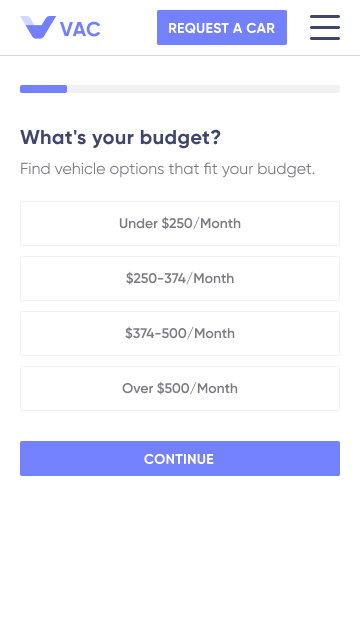 VAC
REQUEST A CAR
What's your budget?
Find vehicle options that fit your budget.
Under $250/Month
$250-374/Month
$374-500/Month
Over $500/Month
CONTINUE